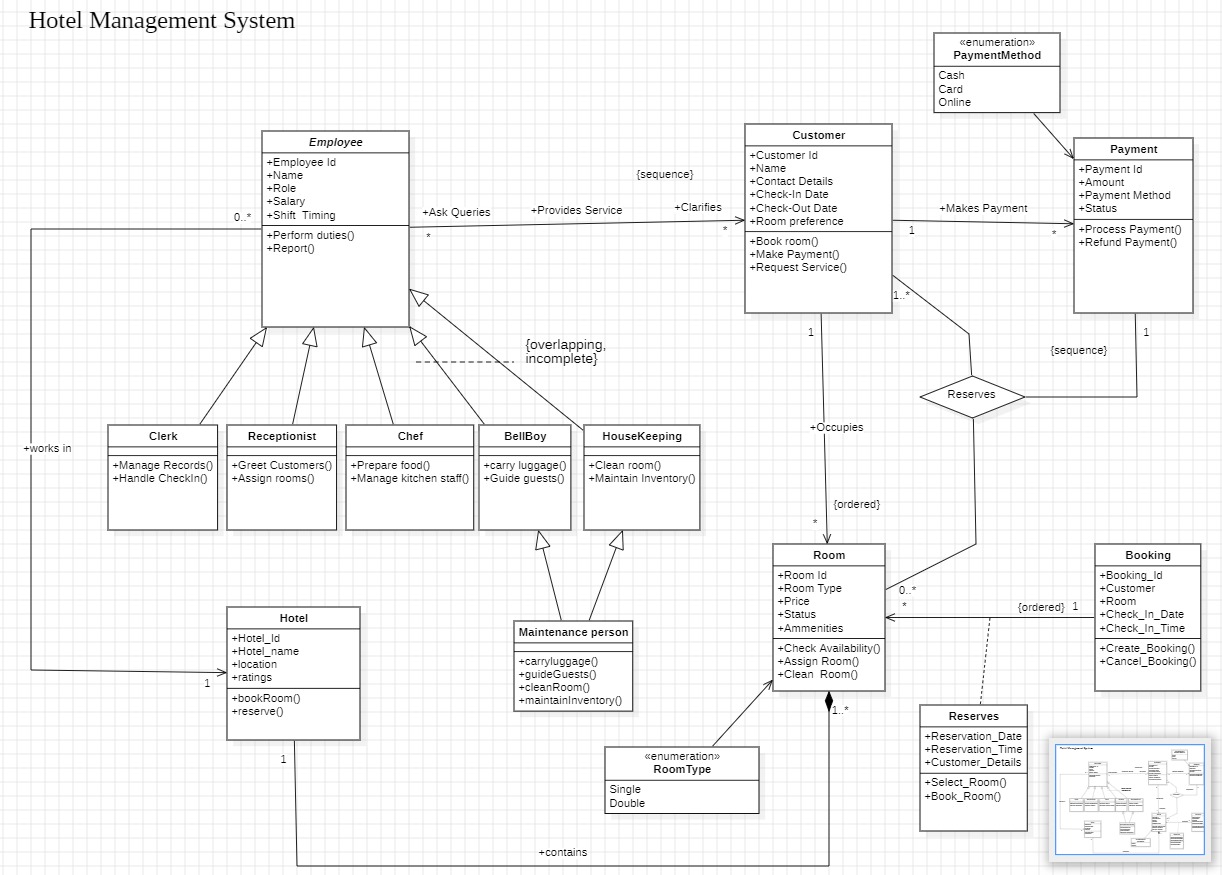 Hotel Management System
«enumeration»
PaymentMethod
Cash
Card
Online
Employee
+Employee Id
+Name
+Role
+Salary
+Shift  Timing
+Perform duties()
+Report()
0..*
+Ask Queries
*
+Provides Service
{sequence}
+Clarifies
*
Customer
+Customer Id
+Name
+Contact Details
+Check-In Date
+Check-Out Date
+Room preference
+Book room()
+Make Payment()
+Request Service()
+Makes Payment
1
*
Payment
+Payment Id
+Amount
+Payment Method
+Status
+Process Payment()
+Refund Payment()
1..*
1
1
{sequence}
{overlapping,
incomplete}
Reserves
+Occupies
{ordered}
*
+works in
Clerk
+Manage Records()
+Handle CheckIn()
Receptionist
+Greet Customers()
+Assign rooms()
Chef
+Prepare food()
+Manage kitchen staff()
BellBoy
+carry luggage()
+Guide guests()
HouseKeeping
+Clean room()
+Maintain Inventory()
Room
+Room Id
+Room Type
+Price
+Status
+Ammenities
+Check Availability()
+Assign Room()
+Clean  Room()
0..*
*
{ordered}
1
Booking
+Booking_Id
+Customer
+Room
+Check_In_Date
+Check_In_Time
+Create_Booking()
+Cancel_Booking()
Hotel
+Hotel_Id
+Hotel_name
+location
+ratings
+bookRoom()
+reserve()
1
1
Maintenance person
+carryluggage()
+guideGuests()
+cleanRoom()
+maintainInventory()
1..*
Reserves
+Reservation_Date
+Reservation_Time
+Customer_Details
+Select_Room()
+Book_Room()
«enumeration»
RoomType
Single
Double
+contains
Hotel Management System